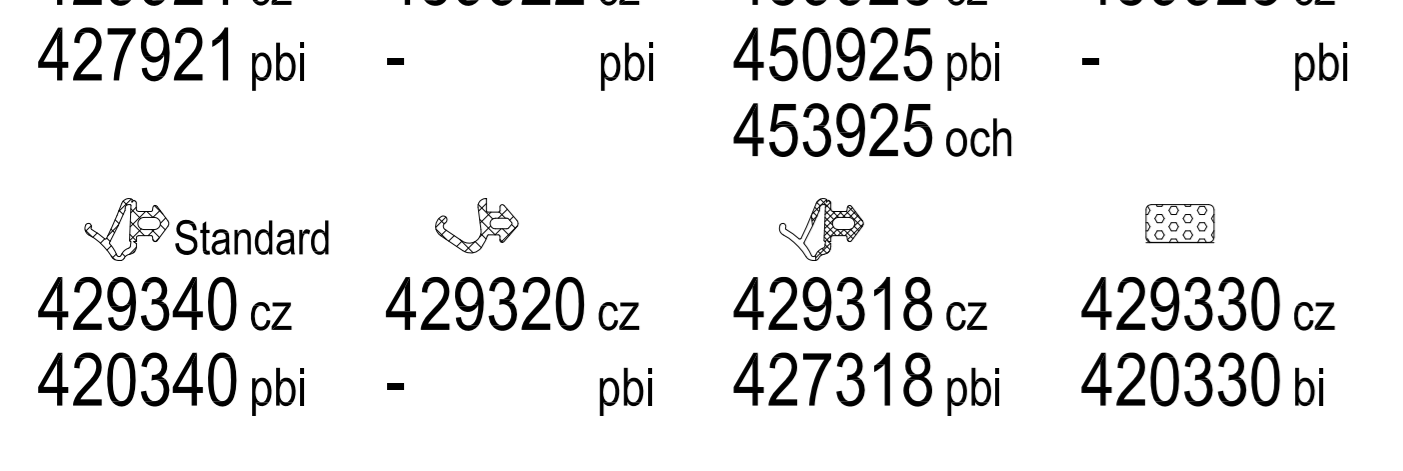 427921 pbi - pbi 450925 pbi - pbi
453925 och
Standard
429340 cz 429320 cz 429318 cz 429330 cz
420340 pbi - pbi 427318 pbi 420330 bi